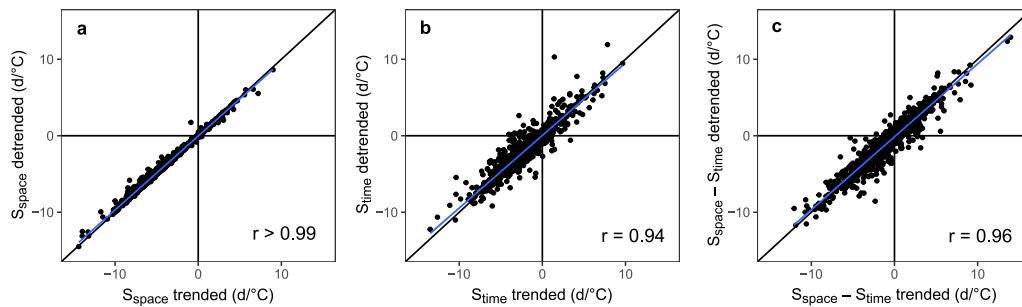 a
S_space detrended (d/°C)
10
0
−10
r > 0.99
−10 0 10
S_space trended (d/°C)
b
S_time detrended (d/°C)
10
0
−10
r = 0.94
−10 0 10
S_time trended (d/°C)
c
S_space − S_time detrended (d/°C)
10
0
−10
r = 0.96
−10 0 10
S_space − S_time trended (d/°C)